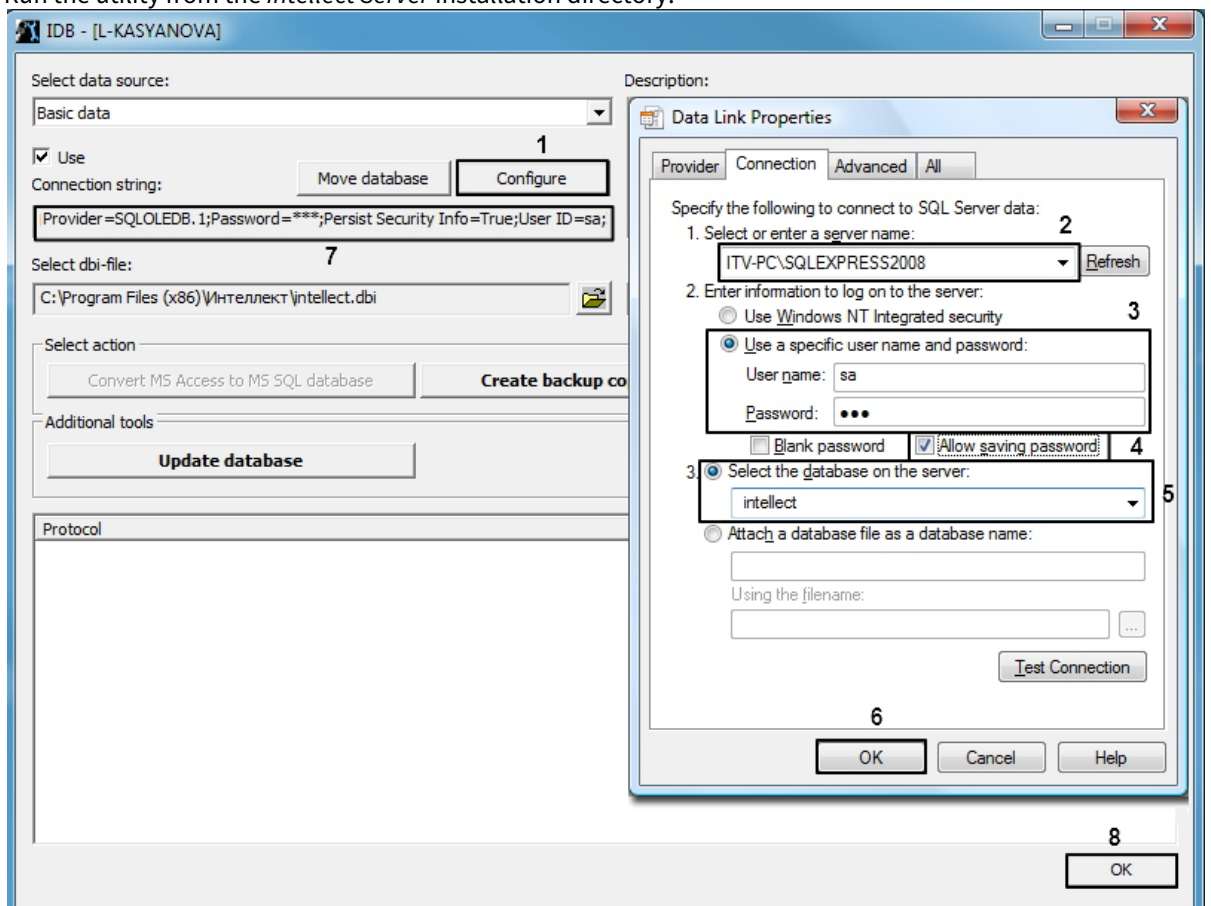 Run the utility from the Intellect Server installation directory.
IDB - [L-KASYANOVA]
Select data source:
Description:
Basic data
Use
1
Connection string:
Move database
Configure
Provider=SQLOLEDB.1;Password=***;Persist Security Info=True;User ID=sa;
7
Select dbi-file:
C:\Program Files (x86)\Интеллект\intellect.dbi
Select action
Convert MS Access to MS SQL database
Create backup co
Additional tools
Update database
Protocol
Data Link Properties
Provider
Connection
Advanced
All
Specify the following to connect to SQL Server data:
1. Select or enter a server name:
2
ITV-PC\SQLEXPRESS2008
Refresh
2. Enter information to log on to the server:
Use Windows NT Integrated security
3
Use a specific user name and password:
User name: sa
Password: •••
Blank password
Allow saving password
4
3. Select the database on the server:
intellect
5
Attach a database file as a database name:
Using the filename:
...
Test Connection
6
OK
Cancel
Help
8
OK